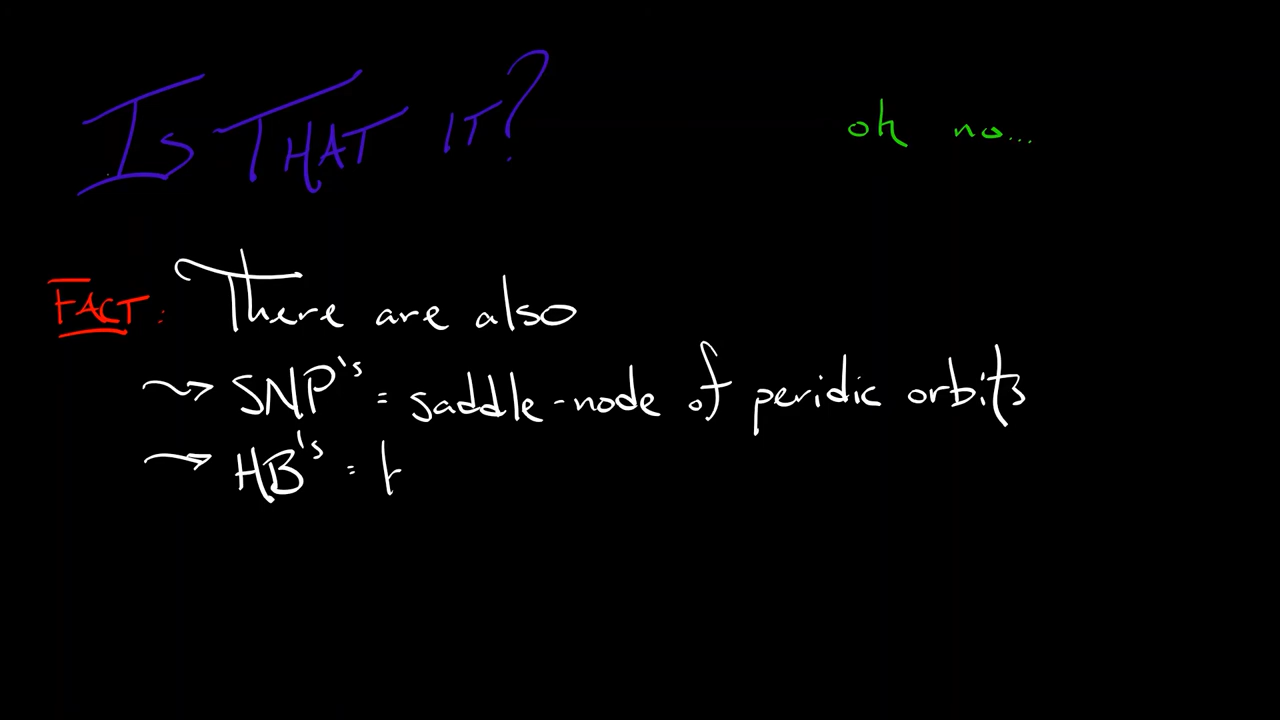 IS THAT IT?
oh no...
FACT: There are also
⇝ SNP's = saddle-node of peridic orbits
⇝ HB's = h